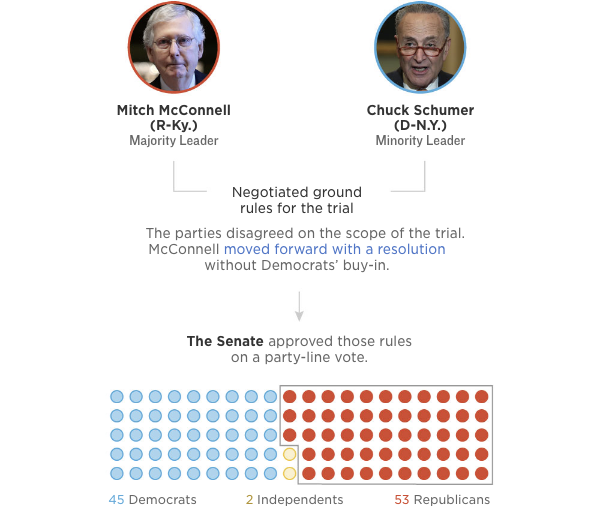 Mitch McConnell
(R-Ky.)
Majority Leader
Chuck Schumer
(D-N.Y.)
Minority Leader
Negotiated ground
rules for the trial
The parties disagreed on the scope of the trial.
McConnell moved forward with a resolution
without Democrats’ buy-in.
The Senate approved those rules
on a party-line vote.
45 Democrats
2 Independents
53 Republicans